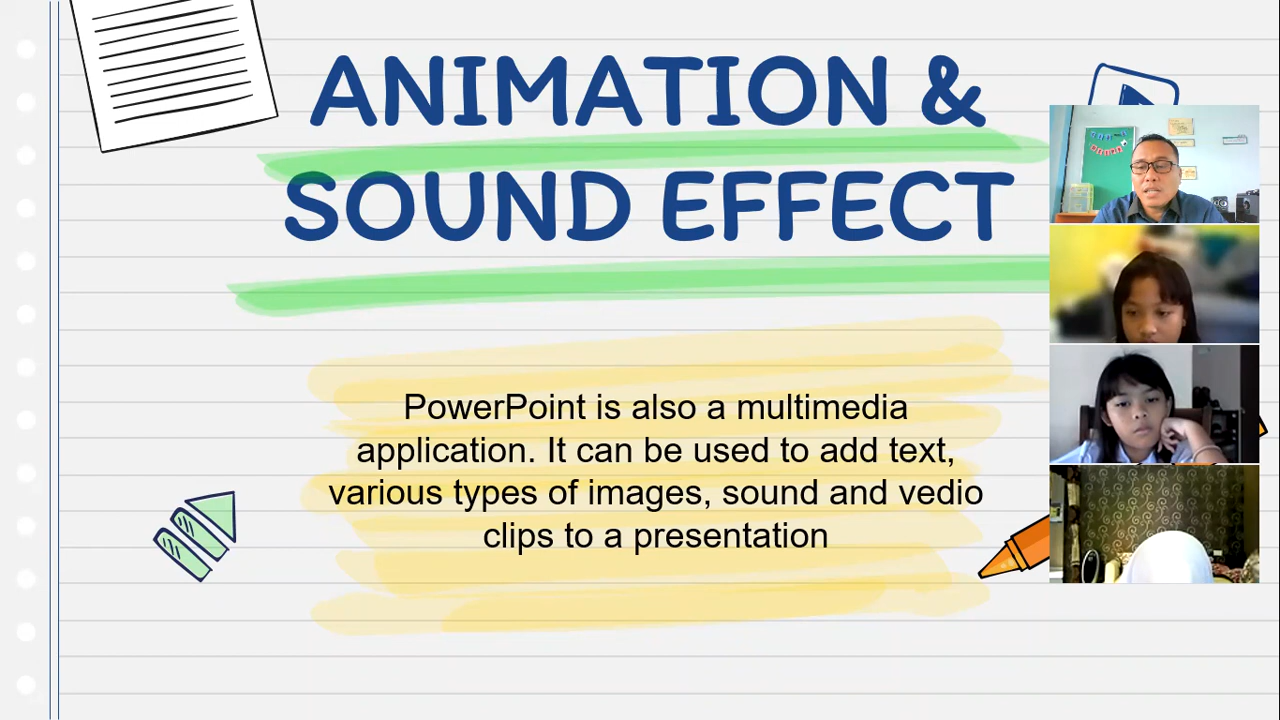 ANIMATION &
SOUND EFFECT
PowerPoint is also a multimedia
application. It can be used to add text,
various types of images, sound and vedio
clips to a presentation